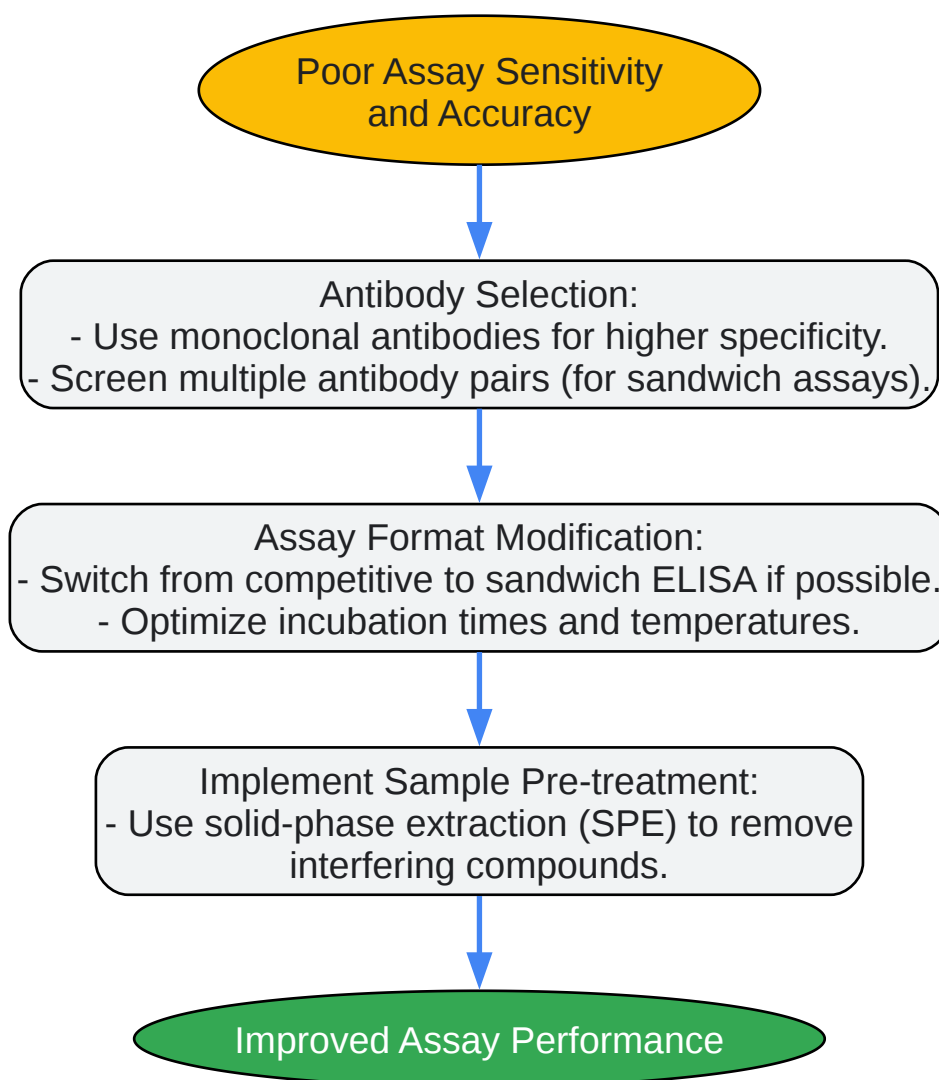 Poor Assay Sensitivity
and Accuracy
Antibody Selection:
- Use monoclonal antibodies for higher specificity.
- Screen multiple antibody pairs (for sandwich assays).
Assay Format Modification:
- Switch from competitive to sandwich ELISA if possible.
- Optimize incubation times and temperatures.
Implement Sample Pre-treatment:
- Use solid-phase extraction (SPE) to remove
interfering compounds.
Improved Assay Performance